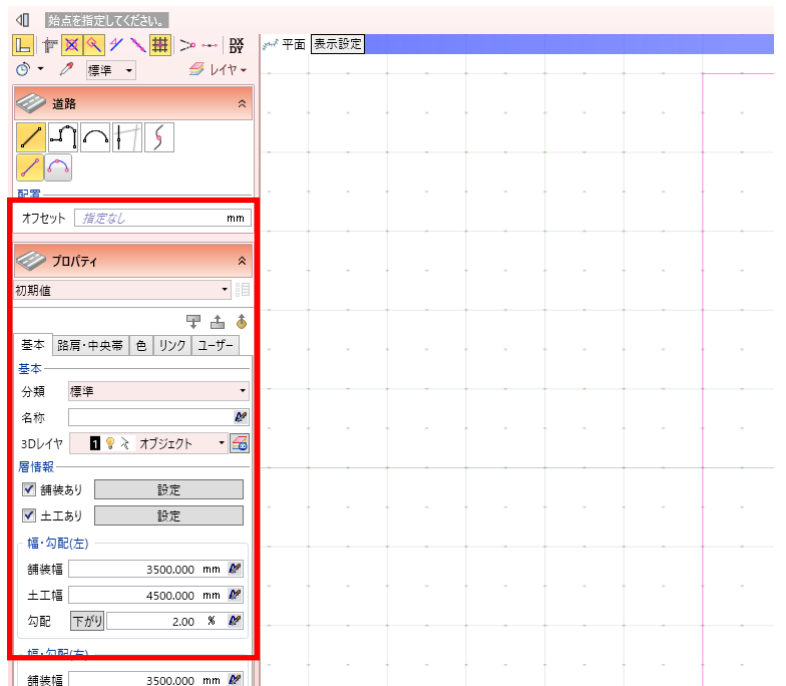 始点を指定してください。
DX
DY
平面 表示設定
標準 レイヤ
道路
配置
オフセット 指定なし mm
プロパティ
初期値
基本 路肩・中央帯 色 リンク ユーザー
基本
分類 標準
名称
3Dレイヤ 1 オブジェクト
層情報
舗装あり 設定
土工あり 設定
幅・勾配(左)
舗装幅 3500.000 mm
土工幅 4500.000 mm
勾配 下がり 2.00 %
幅・勾配(右)
舗装幅 3500.000 mm